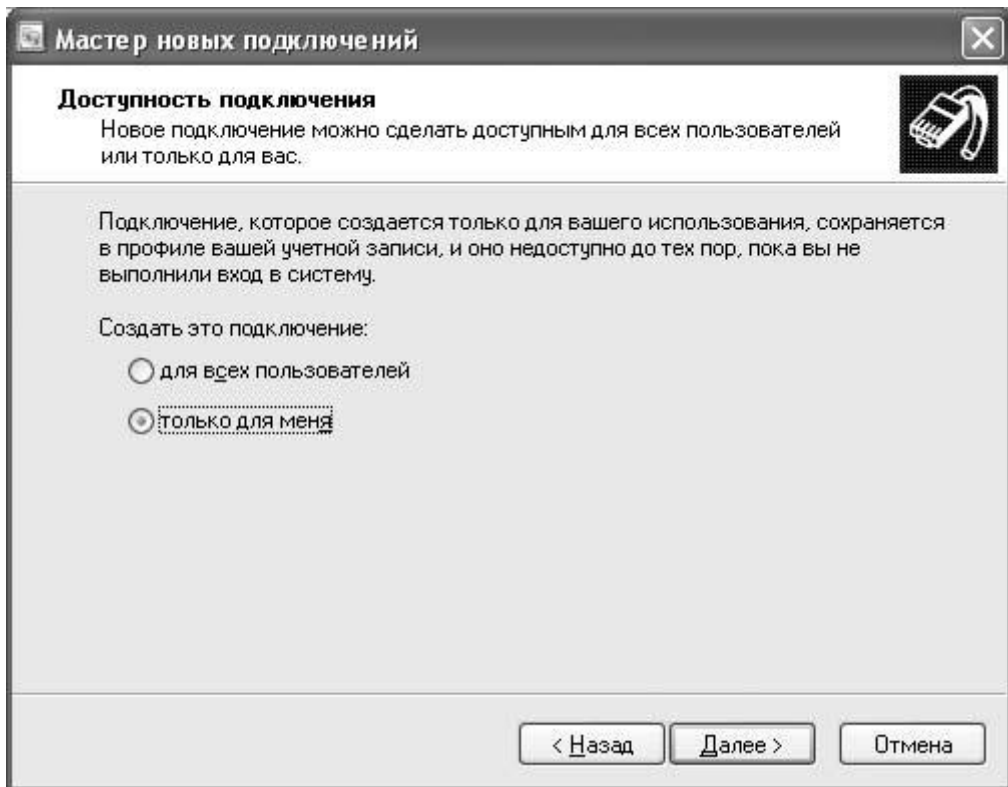 Мастер новых подключений
Доступность подключения
Новое подключение можно сделать доступным для всех пользователей
или только для вас.
Подключение, которое создается только для вашего использования, сохраняется
в профиле вашей учетной записи, и оно недоступно до тех пор, пока вы не
выполнили вход в систему.
Создать это подключение:
для всех пользователей
только для меня
< Назад
Далее >
Отмена